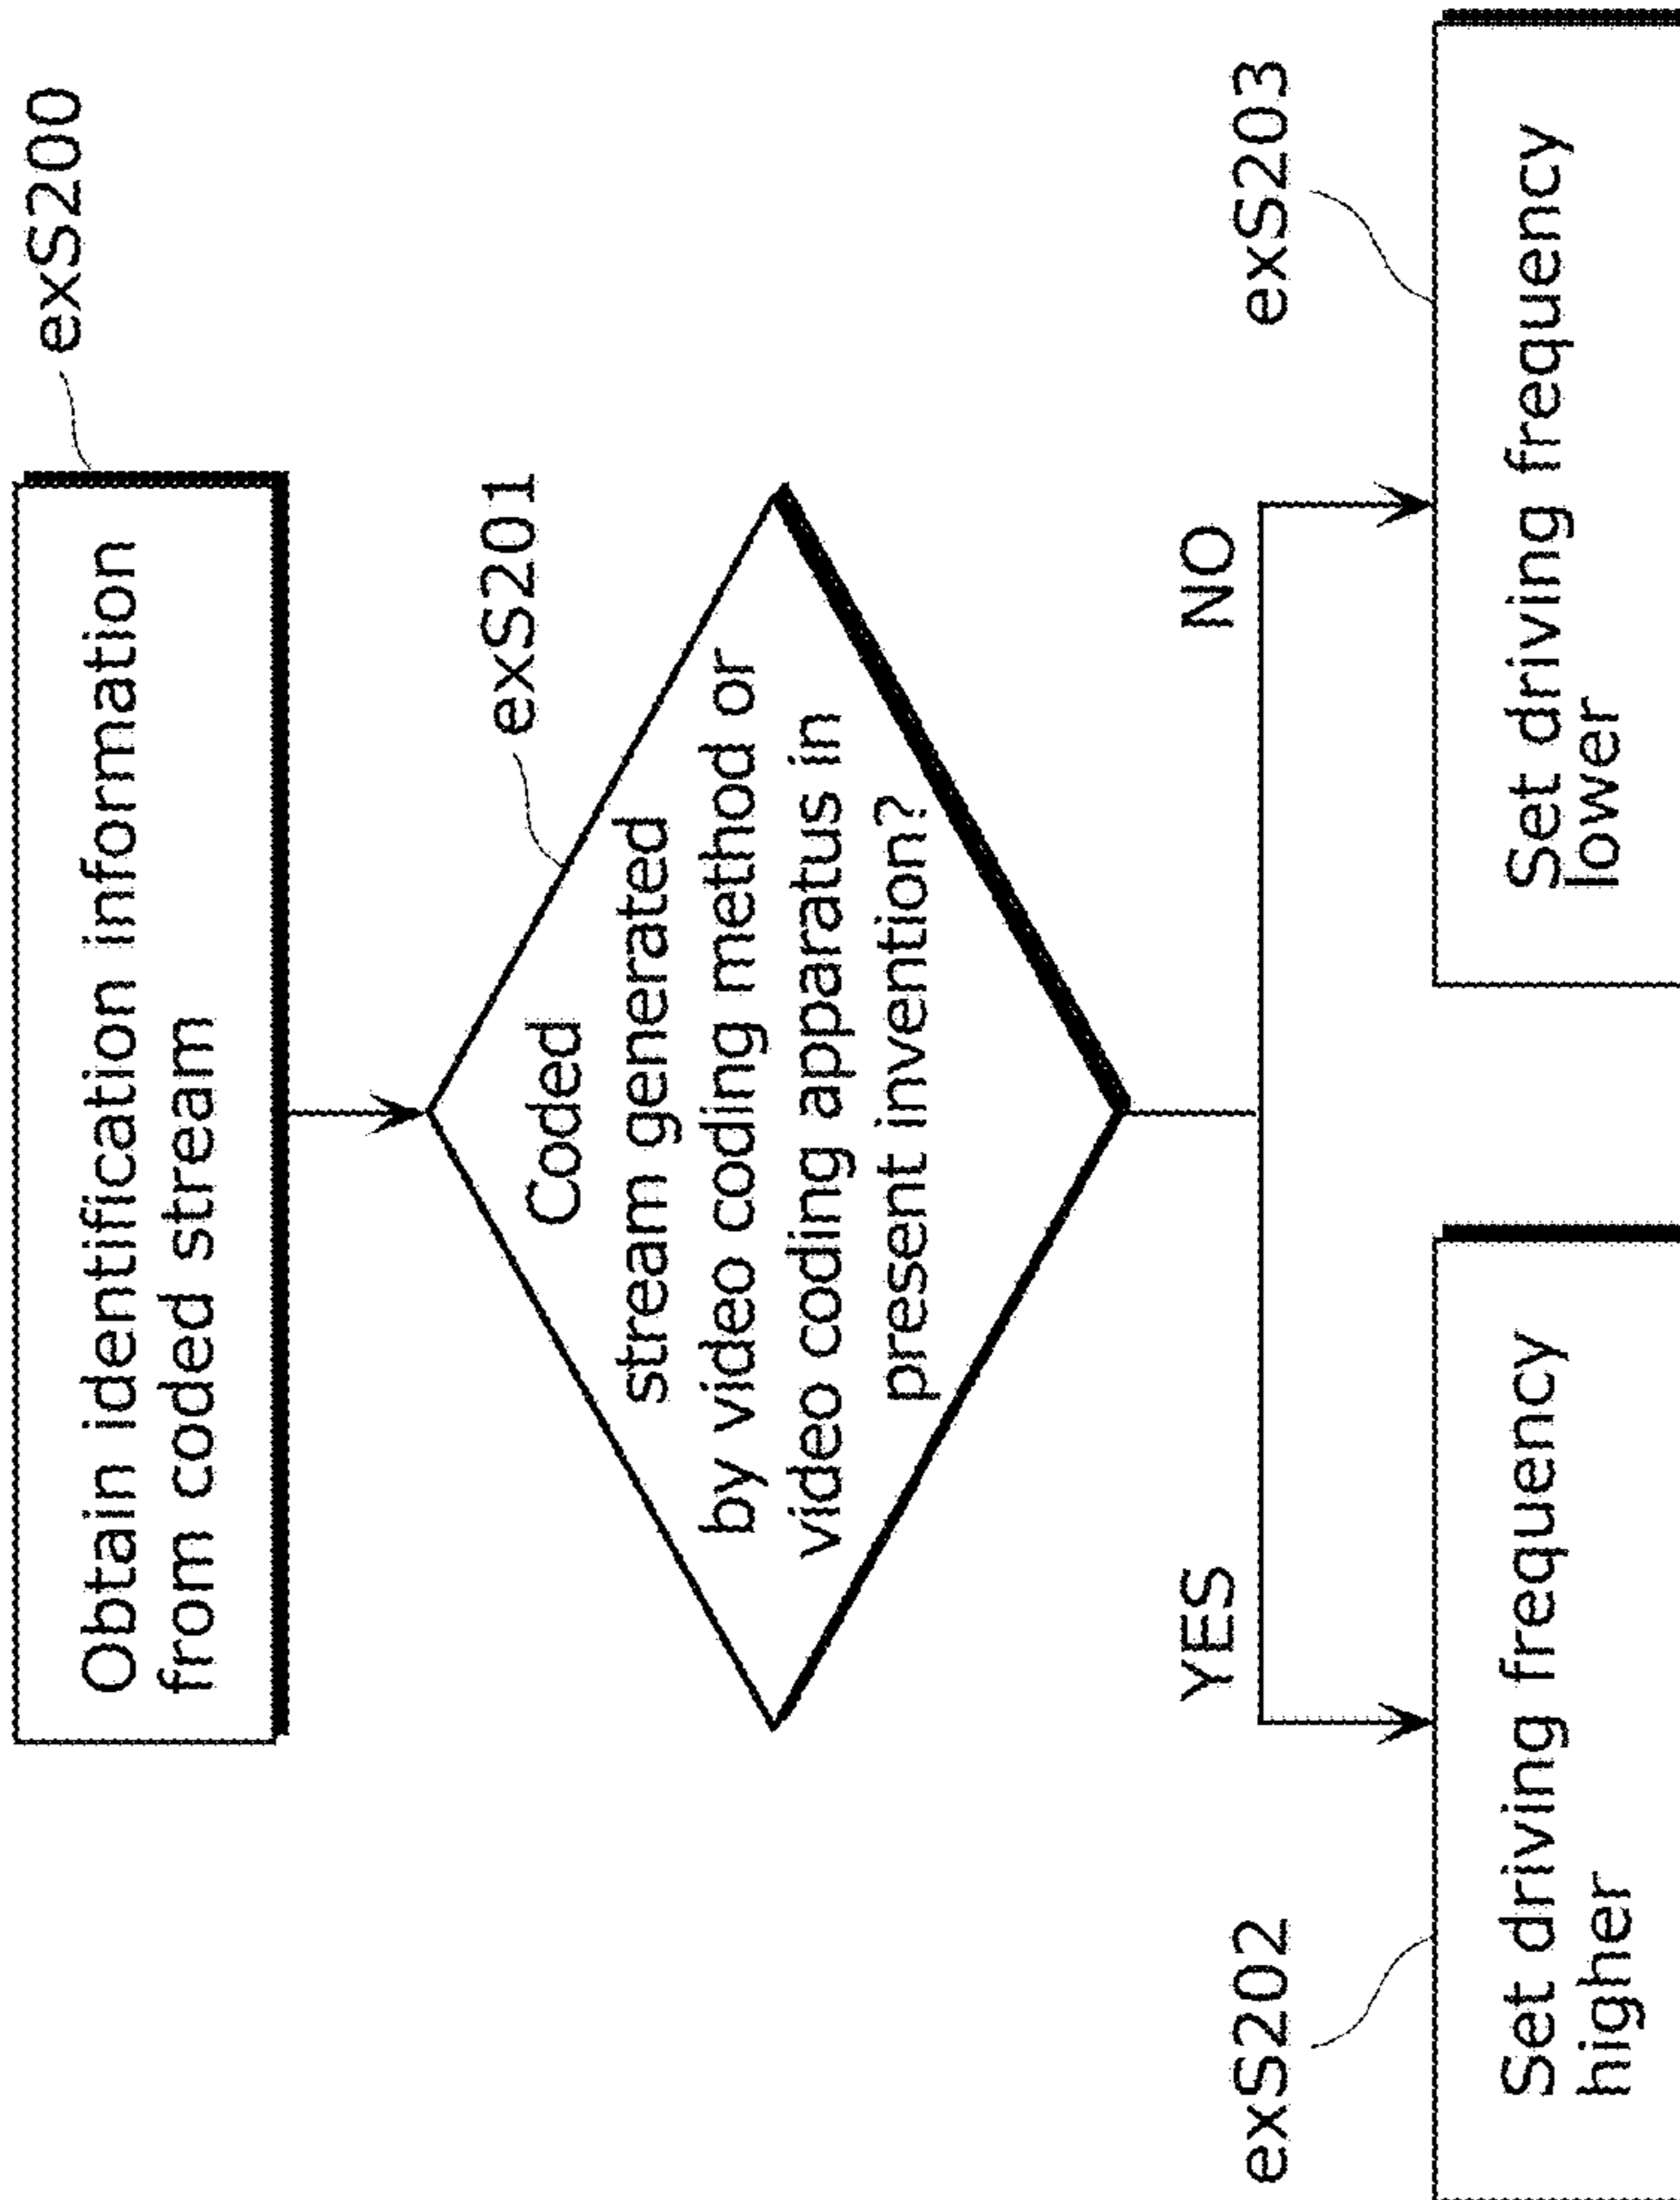 exS200
Obtain identification information
from coded stream
exS201
Coded
stream generated
by video coding method or
video coding apparatus in
present invention?
YES
NO
exS202
Set driving frequency
higher
exS203
Set driving frequency
lower